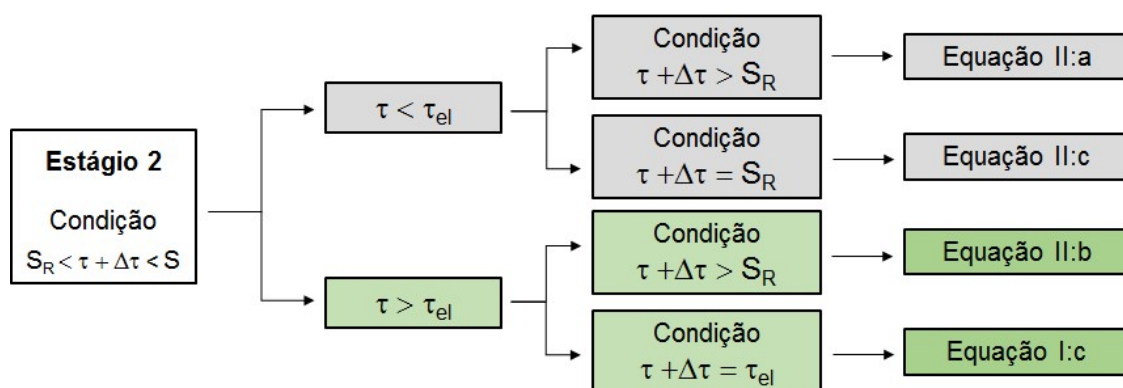 Estágio 2
Condição
S_R < τ + Δτ < S
τ < τ_el
τ > τ_el
Condição
τ + Δτ > S_R
Condição
τ + Δτ = S_R
Condição
τ + Δτ > S_R
Condição
τ + Δτ = τ_el
Equação II:a
Equação II:c
Equação II:b
Equação I:c